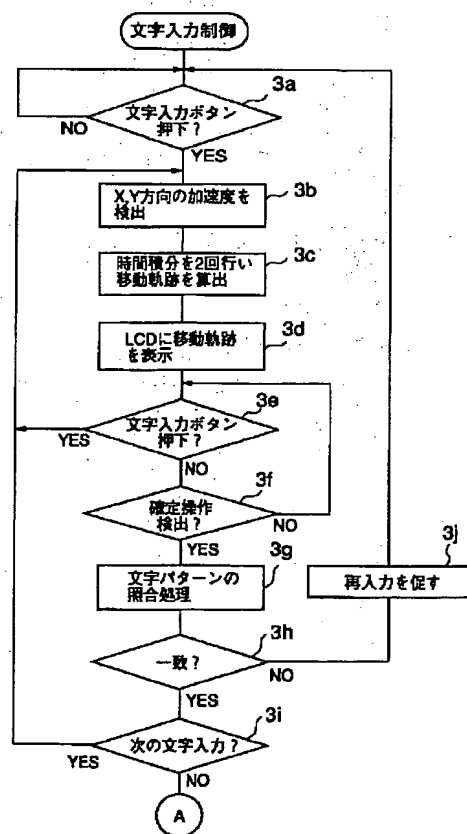 文字入力制御
3a
文字入力ボタン
押下?
NO
YES
X,Y方向の加速度を
検出
3b
時間積分を2回行い
移動軌跡を算出
3c
LCDに移動軌跡
を表示
3d
3e
文字入力ボタン
押下?
YES
NO
3f
確定操作
検出?
NO
YES
3g
文字パターンの
照合処理
3j
再入力を促す
3h
一致?
NO
YES
3i
次の文字入力?
YES
NO
A